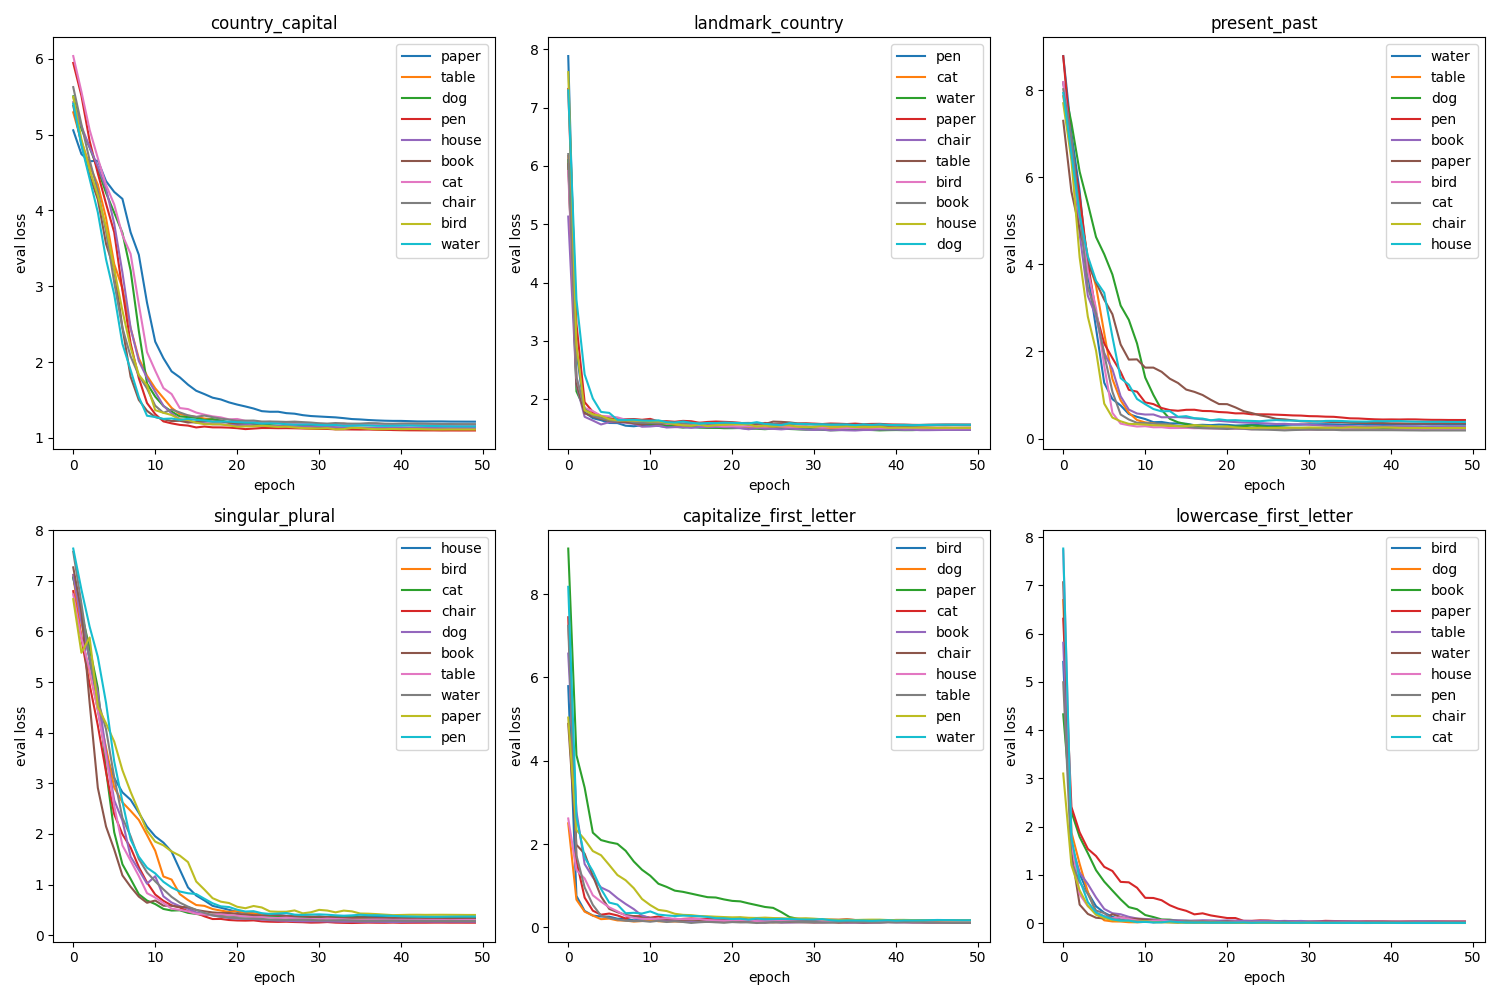 country_capital
eval loss
6
5
4
3
2
1
0 10 20 30 40 50
epoch
paper
table
dog
pen
house
book
cat
chair
bird
water
landmark_country
eval loss
8
7
6
5
4
3
2
0 10 20 30 40 50
epoch
pen
cat
water
paper
chair
table
bird
book
house
dog
present_past
eval loss
8
6
4
2
0
0 10 20 30 40 50
epoch
water
table
dog
pen
book
paper
bird
cat
chair
house
singular_plural
eval loss
8
7
6
5
4
3
2
1
0
0 10 20 30 40 50
epoch
house
bird
cat
chair
dog
book
table
water
paper
pen
capitalize_first_letter
eval loss
8
6
4
2
0
0 10 20 30 40 50
epoch
bird
dog
paper
cat
book
chair
house
table
pen
water
lowercase_first_letter
eval loss
8
7
6
5
4
3
2
1
0
0 10 20 30 40 50
epoch
bird
dog
book
paper
table
water
house
pen
chair
cat